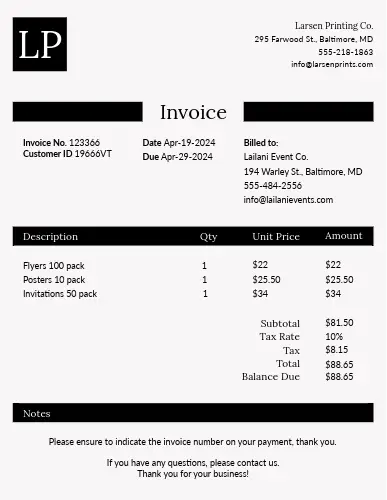 LP
Larsen Printing Co.
295 Farwood St., Baltimore, MD
555-218-1863
info@larsenprints.com
Invoice
Invoice No. 123366
Customer ID 19666VT
Date Apr-19-2024
Due Apr-29-2024
Billed to:
Lailani Event Co.
194 Warley St., Baltimore, MD
555-484-2556
info@lailanievents.com
Description Qty Unit Price Amount
Flyers 100 pack 1 $22 $22
Posters 10 pack 1 $25.50 $25.50
Invitations 50 pack 1 $34 $34
Subtotal $81.50
Tax Rate 10%
Tax $8.15
Total $88.65
Balance Due $88.65
Notes
Please ensure to indicate the invoice number on your payment, thank you.
If you have any questions, please contact us.
Thank you for your business!